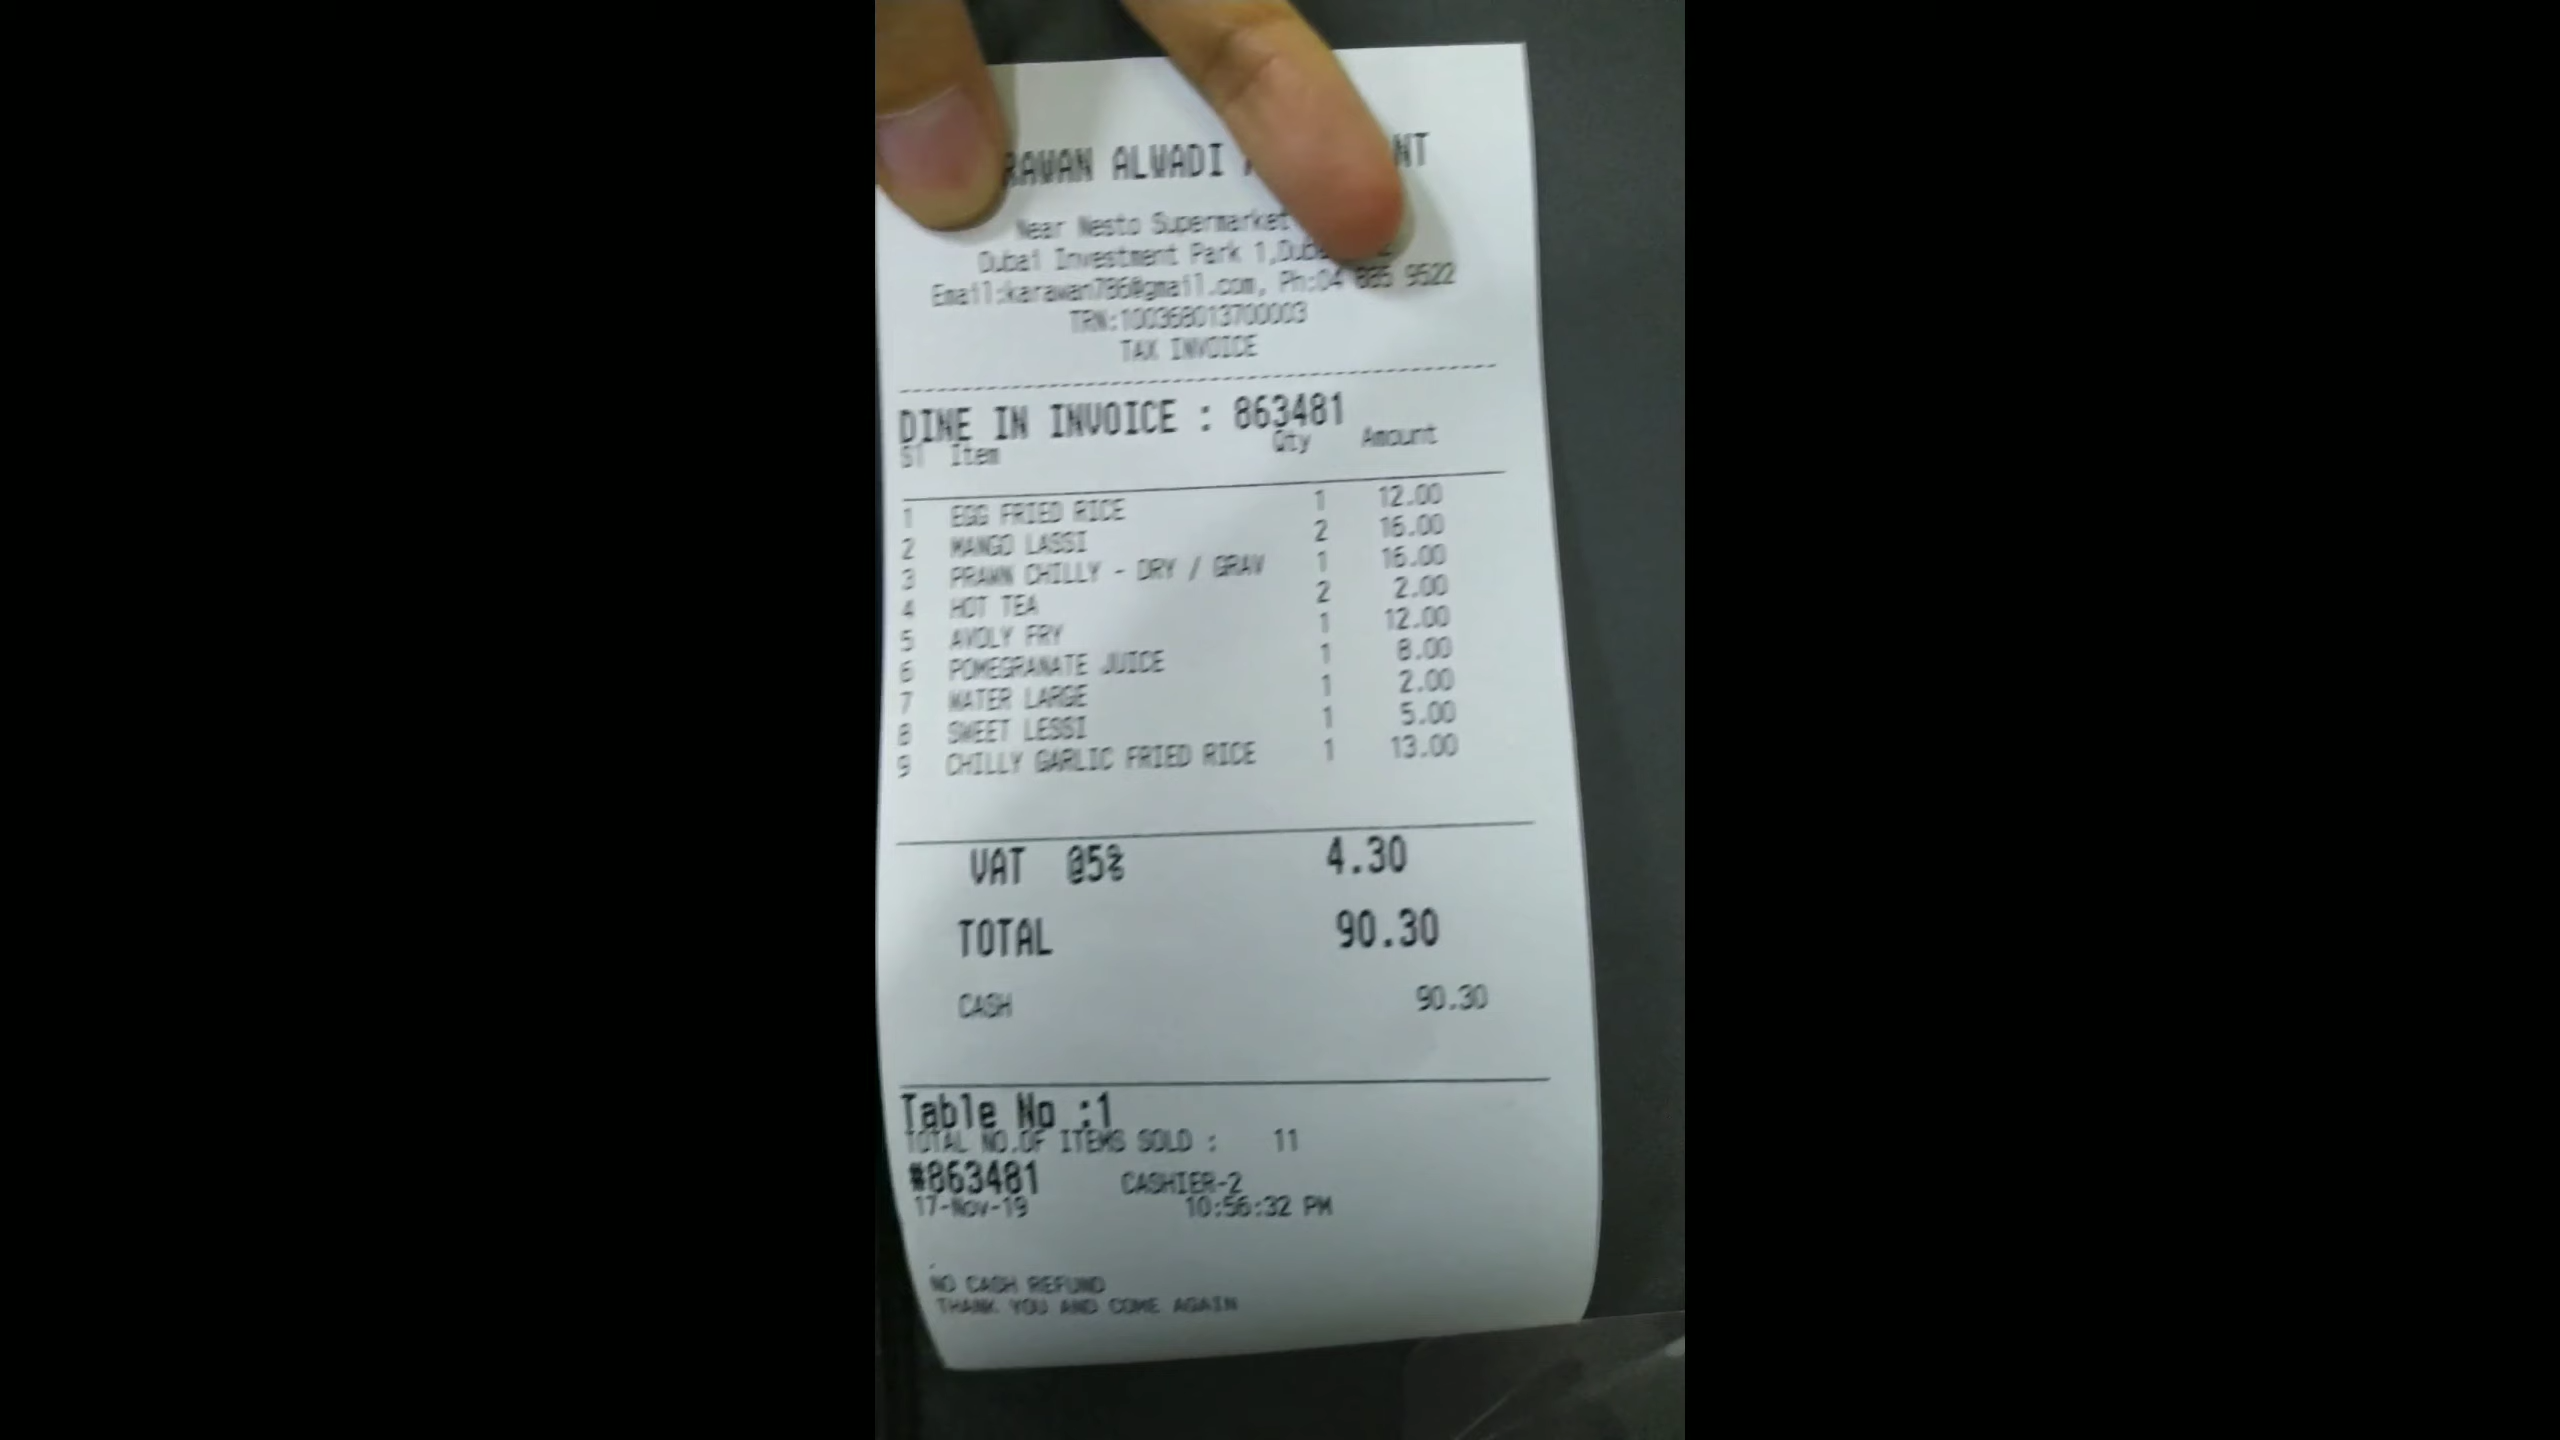 RAWAN ALWADI NT
Near Nesto Supermarket
Dubai Investment Park 1,Dub
Email:karawan786@gmail.com, Ph:04 885 9522
TRN:100368013700003
TAX INVOICE
DINE IN INVOICE : 863481
Sl Item Qty Amount
1 EGG FRIED RICE 1 12.00
2 MANGO LASSI 2 16.00
3 PRAWN CHILLY - DRY / GRAV 1 16.00
4 HOT TEA 2 2.00
5 AVOLY FRY 1 12.00
6 POMEGRANATE JUICE 1 8.00
7 WATER LARGE 1 2.00
8 SWEET LESSI 1 5.00
9 CHILLY GARLIC FRIED RICE 1 13.00
VAT @5% 4.30
TOTAL 90.30
CASH 90.30
Table No :1
TOTAL NO.OF ITEMS SOLD : 11
#863481 CASHIER-2
17-Nov-19 10:56:32 PM
.
NO CASH REFUND
THANK YOU AND COME AGAIN